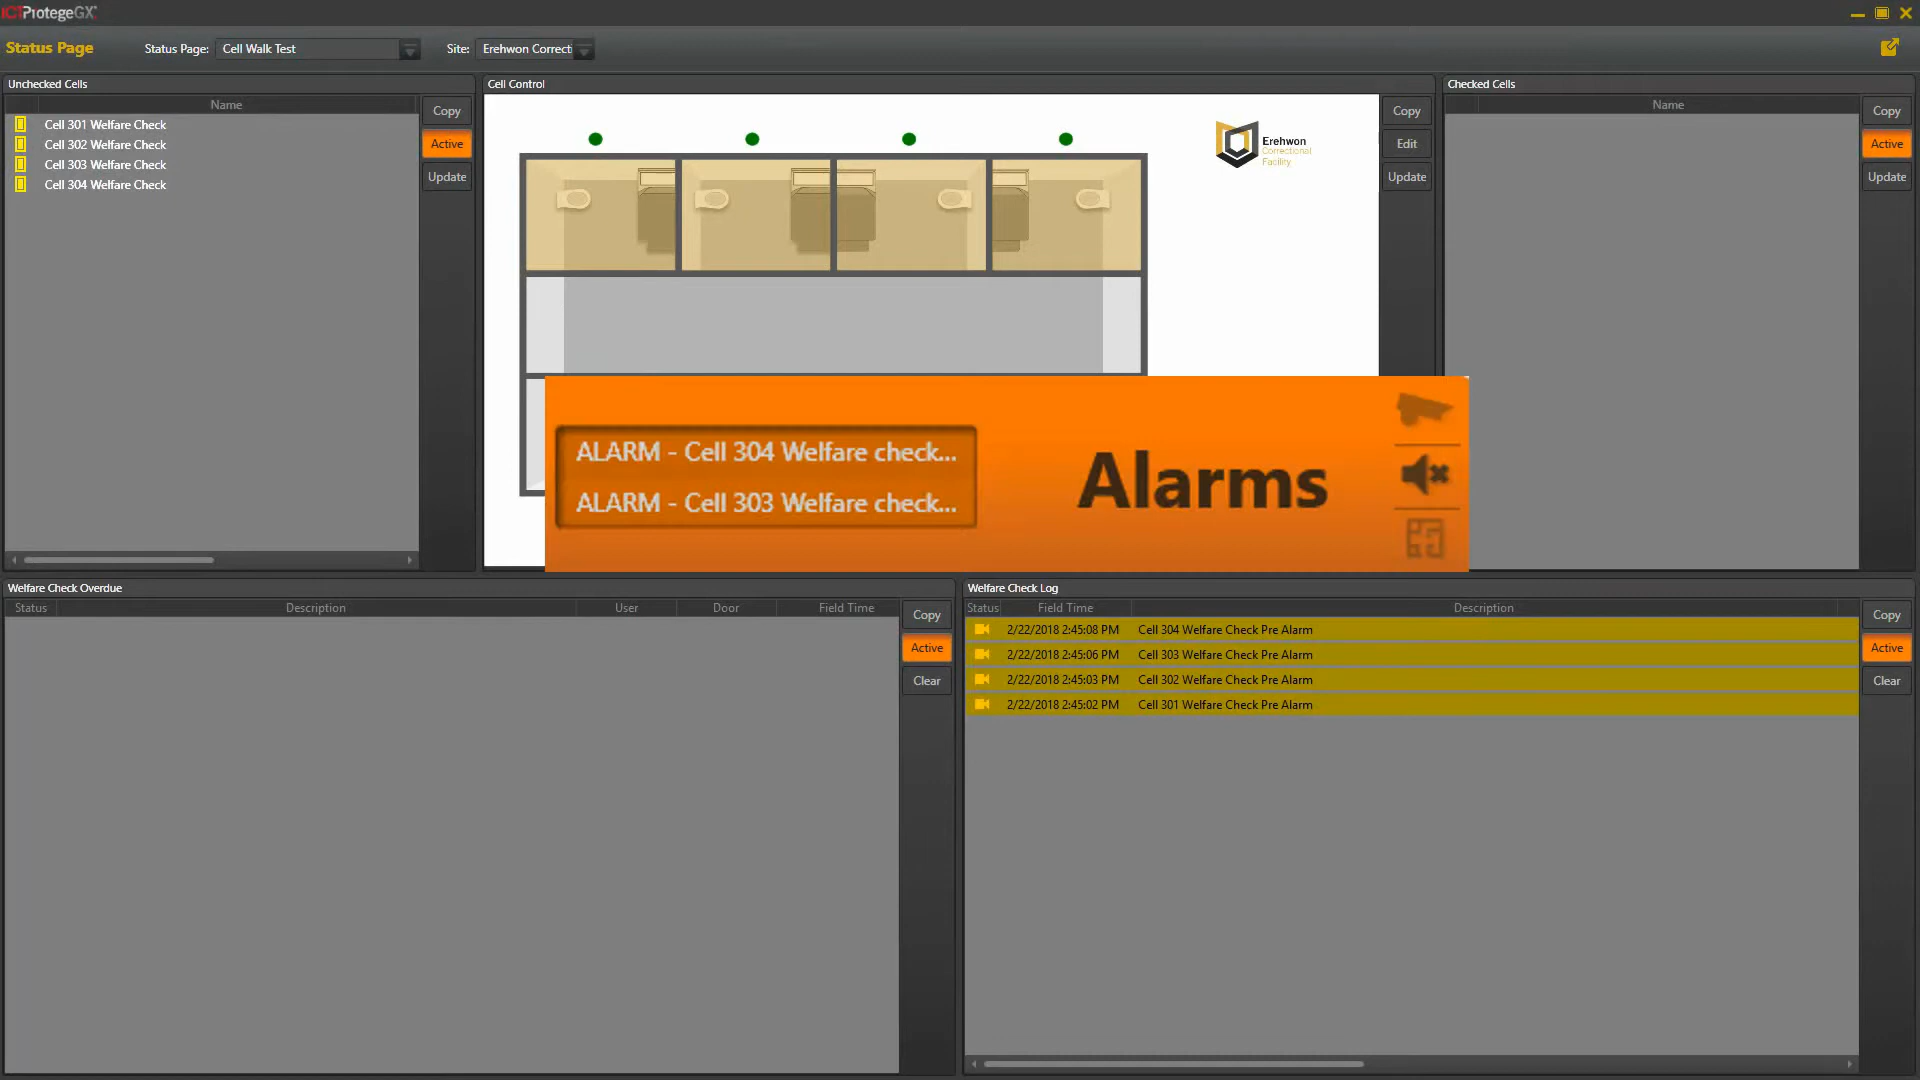 ICTProtegeGX
Status Page
Status Page: Cell Walk Test
Site: Erehwon Correcti
Unchecked Cells
Name
Cell 301 Welfare Check
Cell 302 Welfare Check
Cell 303 Welfare Check
Cell 304 Welfare Check
Copy
Active
Update
Cell Control
Erehwon
Correctional
Facility
Copy
Edit
Update
Checked Cells
Name
Copy
Active
Update
ALARM - Cell 304 Welfare check...
ALARM - Cell 303 Welfare check...
Alarms
Welfare Check Overdue
Status Description User Door Field Time
Copy
Active
Clear
Welfare Check Log
Status Field Time Description
2/22/2018 2:45:08 PM Cell 304 Welfare Check Pre Alarm
2/22/2018 2:45:06 PM Cell 303 Welfare Check Pre Alarm
2/22/2018 2:45:03 PM Cell 302 Welfare Check Pre Alarm
2/22/2018 2:45:02 PM Cell 301 Welfare Check Pre Alarm
Copy
Active
Clear